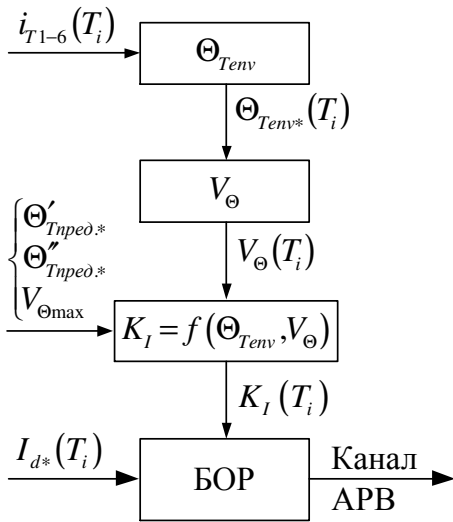 i_{T1–6}(T_i)
Θ_{Tenv}
Θ_{Tenv*}(T_i)
V_Θ
Θ′_{Tпред.*}
Θ″_{Tпред.*}
V_{Θmax}
V_Θ(T_i)
K_I = f(Θ_{Tenv}, V_Θ)
K_I(T_i)
I_{d*}(T_i)
БОР
Канал
АРВ